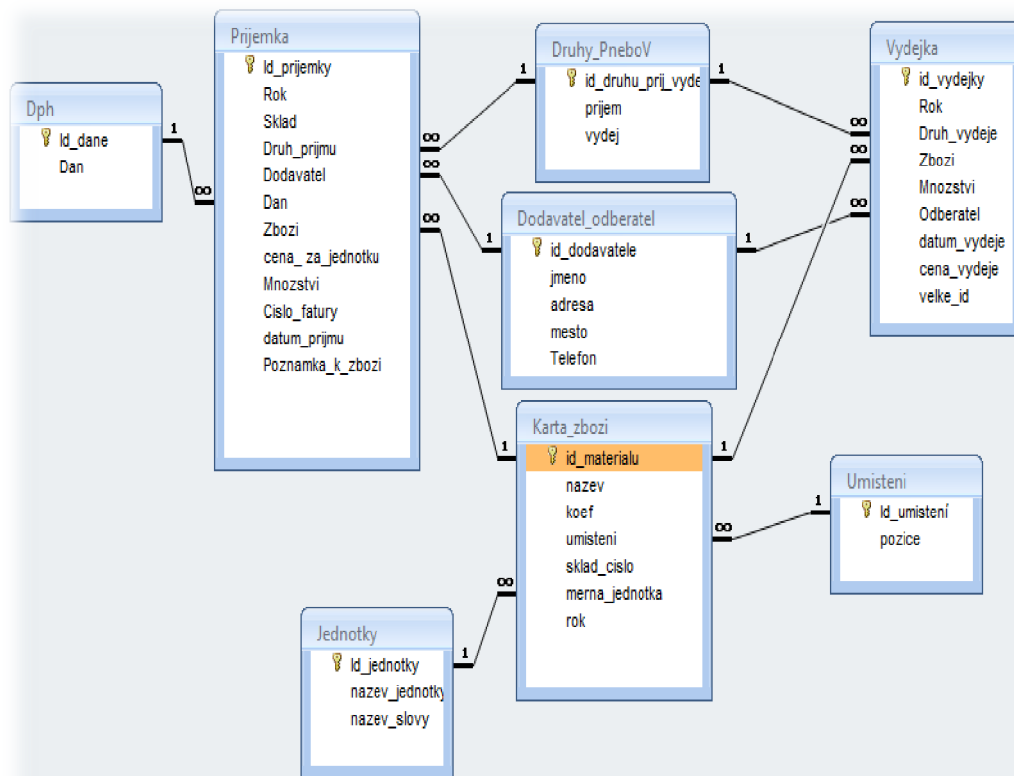 Dph
Id_dane
Dan
Prijemka
Id_prijemky
Rok
Sklad
Druh_prijmu
Dodavatel
Dan
Zbozi
cena_ za_jednotku
Mnozstvi
Cislo_fatury
datum_prijmu
Poznamka_k_zbozi
Druhy_PneboV
id_druhu_prij_vyde
prijem
vydej
Dodavatel_odberatel
id_dodavatele
jmeno
adresa
mesto
Telefon
Vydejka
id_vydejky
Rok
Druh_vydeje
Zbozi
Mnozstvi
Odberatel
datum_vydeje
cena_vydeje
velke_id
Karta_zbozi
id_materialu
nazev
koef
umisteni
sklad_cislo
merna_jednotka
rok
Umisteni
Id_umistení
pozice
Jednotky
Id_jednotky
nazev_jednotky
nazev_slovy
1
∞
1
∞
1
∞
∞
1
1
∞
∞
1
1
∞
1
∞
1
∞